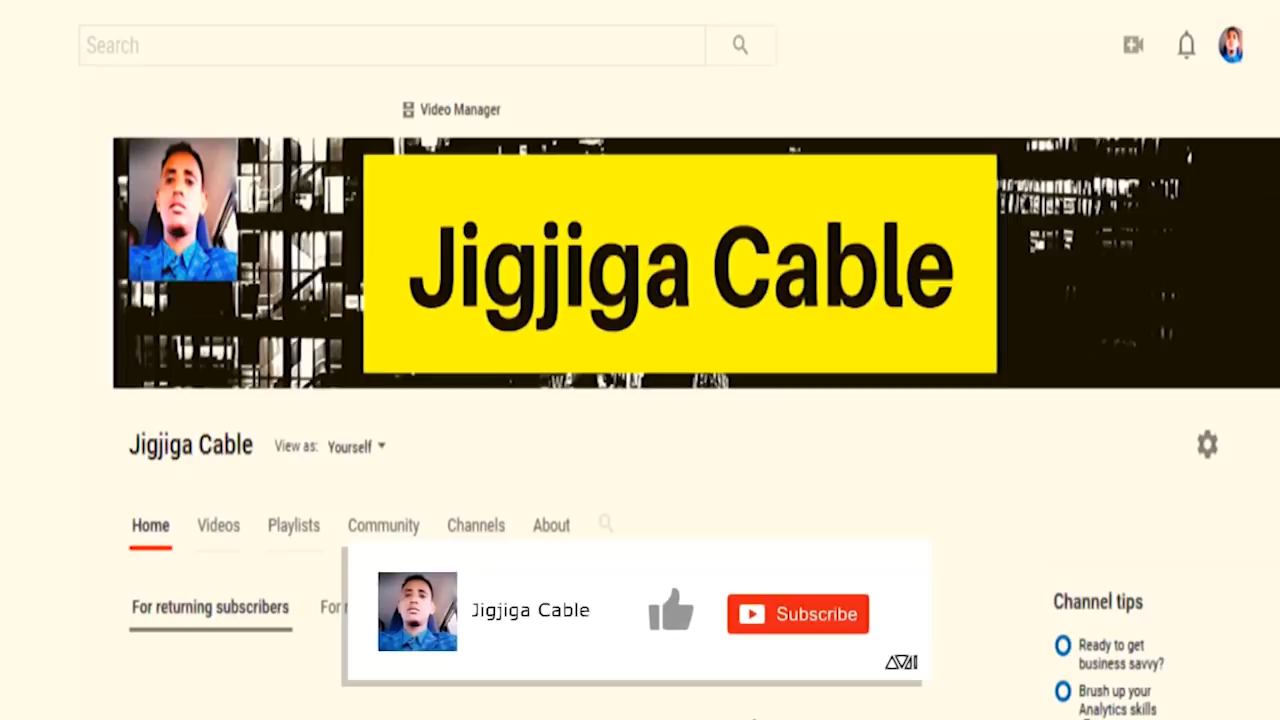 Search
Video Manager
Jigjiga Cable
Jigjiga Cable View as: Yourself
Home Videos Playlists Community Channels About
For returning subscribers For
Jigjiga Cable Subscribe
Channel tips
Ready to get
business savvy?
Brush up your
Analytics skills